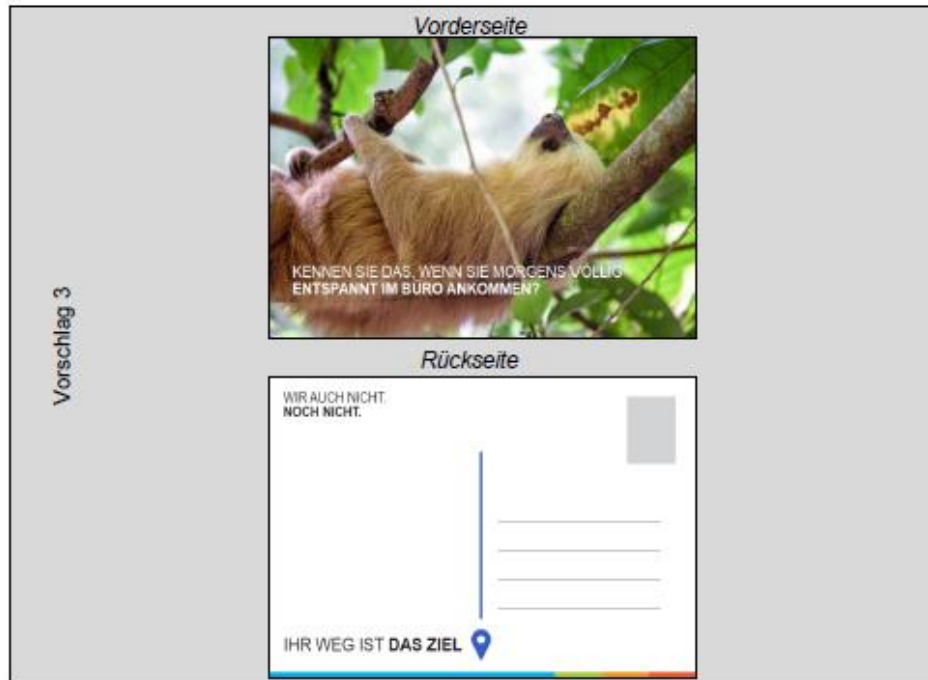 Vorderseite
KENNEN SIE DAS, WENN SIE MORGENS VÖLLIG
ENTSPANNT IM BÜRO ANKOMMEN?
Vorschlag 3
Rückseite
WIR AUCH NICHT.
NOCH NICHT.
IHR WEG IST DAS ZIEL